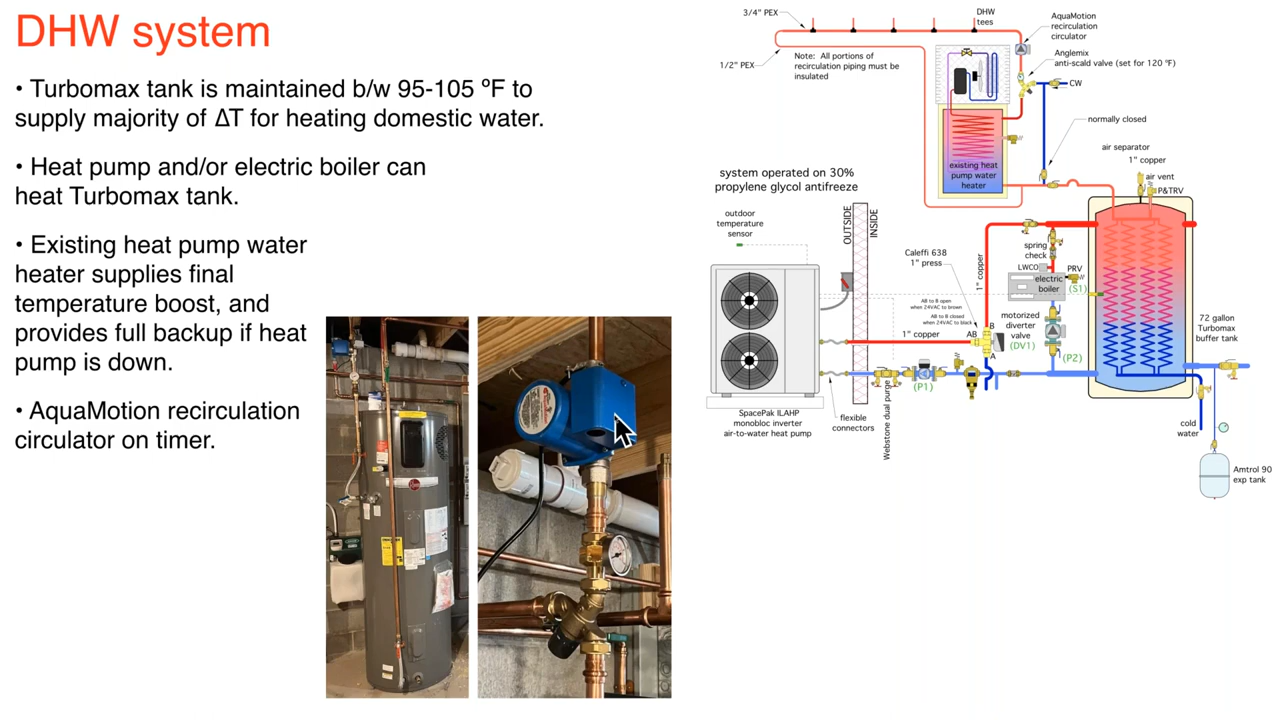 DHW system
• Turbomax tank is maintained b/w 95-105 ºF to
supply majority of ΔT for heating domestic water.
• Heat pump and/or electric boiler can
heat Turbomax tank.
• Existing heat pump water
heater supplies final
temperature boost, and
provides full backup if heat
pump is down.
• AquaMotion recirculation
circulator on timer.
3/4" PEX
DHW
tees
AquaMotion
recirculation
circulator
1/2" PEX
Note: All portions of
recirculation piping must be
insulated
Anglemix
anti-scald valve (set for 120 °F)
CW
normally closed
air separator
1" copper
air vent
P&TRV
existing heat
pump water
heater
system operated on 30%
propylene glycol antifreeze
outdoor
temperature
sensor
OUTSIDE
INSIDE
Caleffi 638
1" press
1" copper
spring
check
LWCO
PRV
electric
boiler
(S1)
AB to B open
when 24VAC to brown
AB to B closed
when 24VAC to black
1" copper
AB
B
A
motorized
diverter
valve
(DV1)
(P2)
72 gallon
Turbomax
buffer tank
(P1)
SpacePak ILAHP
monobloc inverter
air-to-water heat pump
flexible
connectors
Webstone dual purge
cold
water
Amtrol 90
exp tank